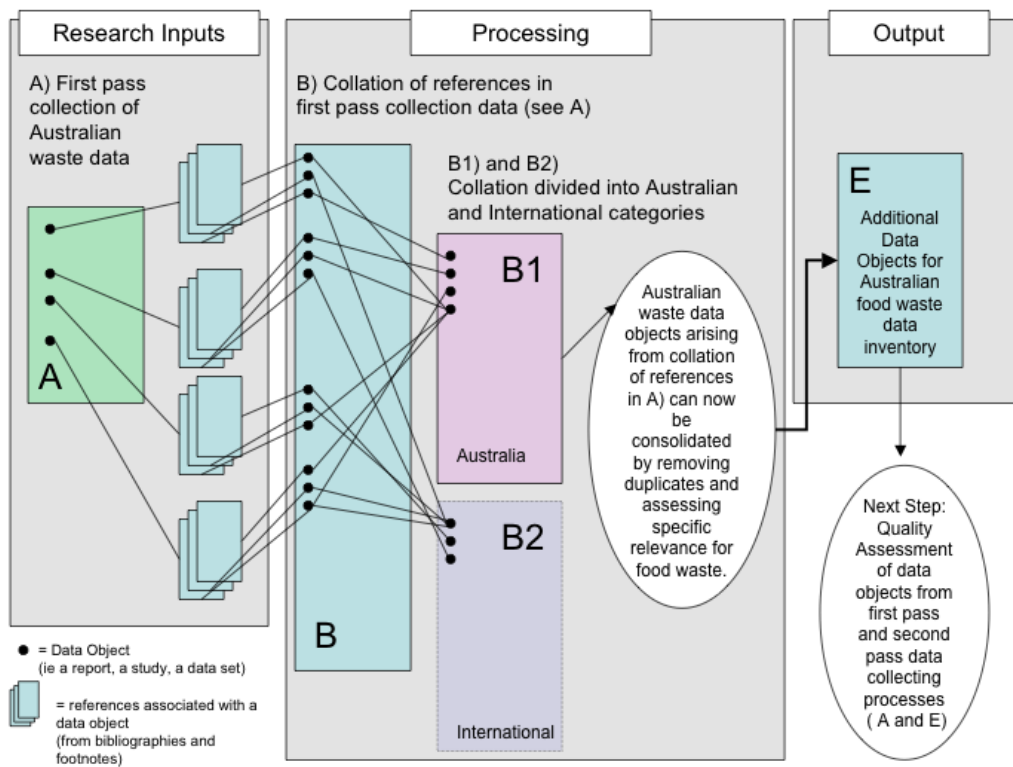 Research Inputs
A) First pass
collection of
Australian
waste data
A
= Data Object
(ie a report, a study, a data set)
= references associated with a
data object
(from bibliographies and
footnotes)
Processing
B) Collation of references in
first pass collection data (see A)
B
B1) and B2)
Collation divided into Australian
and International categories
B1
Australia
B2
International
Australian
waste data
objects arising
from collation
of references
in A) can now
be
consolidated
by removing
duplicates and
assessing
specific
relevance for
food waste.
Output
E
Additional
Data
Objects for
Australian
food waste
data
inventory
Next Step:
Quality
Assessment
of data
objects from
first pass
and second
pass data
collecting
processes
( A and E)